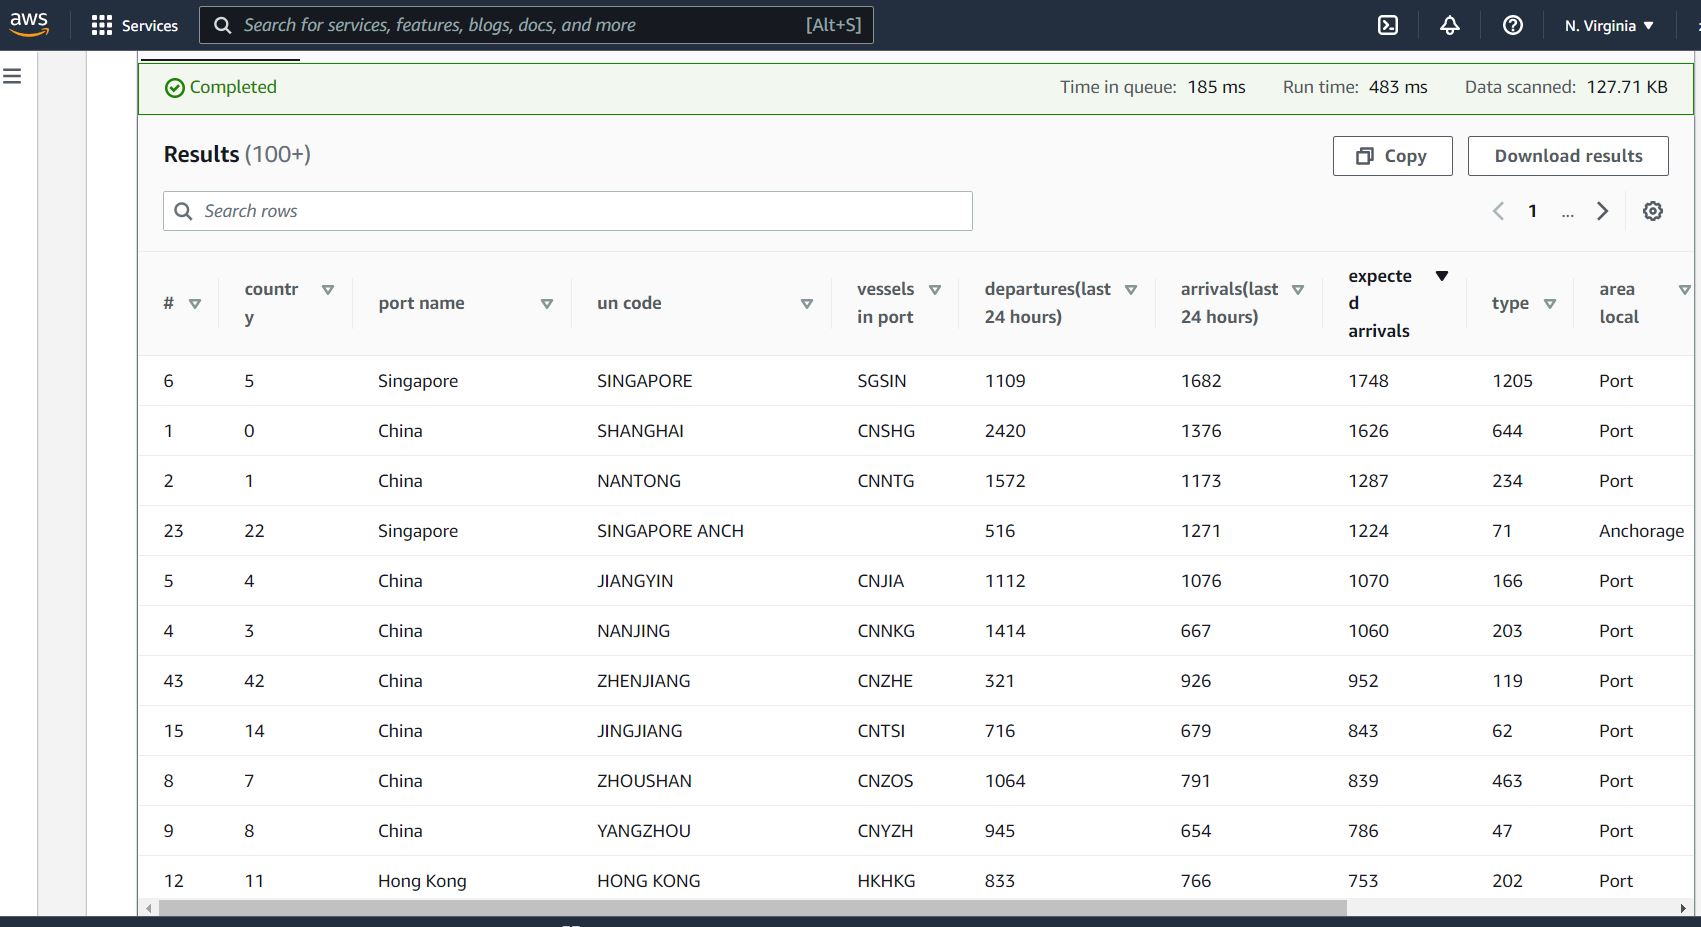 aws Services Search for services, features, blogs, docs, and more [Alt+S] N. Virginia
Completed Time in queue: 185 ms Run time: 483 ms Data scanned: 127.71 KB
Results (100+) Copy Download results
Search rows 1 ...
# country port name un code vessels in port departures(last 24 hours) arrivals(last 24 hours) expected arrivals type area local
6 5 Singapore SINGAPORE SGSIN 1109 1682 1748 1205 Port
1 0 China SHANGHAI CNSHG 2420 1376 1626 644 Port
2 1 China NANTONG CNNTG 1572 1173 1287 234 Port
23 22 Singapore SINGAPORE ANCH 516 1271 1224 71 Anchorage
5 4 China JIANGYIN CNJIA 1112 1076 1070 166 Port
4 3 China NANJING CNNKG 1414 667 1060 203 Port
43 42 China ZHENJIANG CNZHE 321 926 952 119 Port
15 14 China JINGJIANG CNTSI 716 679 843 62 Port
8 7 China ZHOUSHAN CNZOS 1064 791 839 463 Port
9 8 China YANGZHOU CNYZH 945 654 786 47 Port
12 11 Hong Kong HONG KONG HKHKG 833 766 753 202 Port